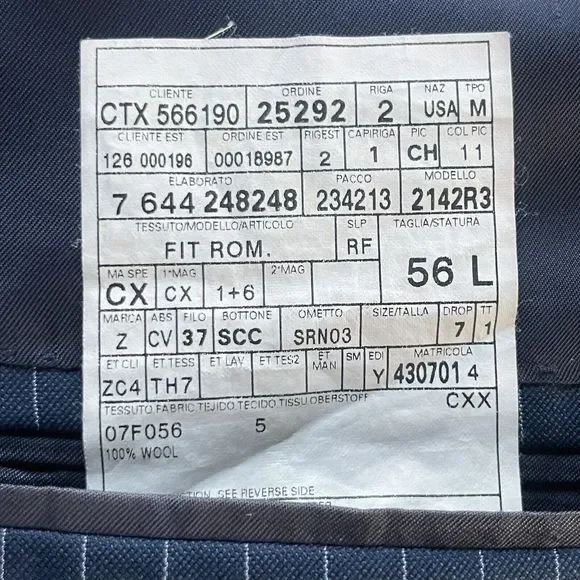 CLIENTE ORDINE RIGA NAZ TPO
CTX 566190 25292 2 USA M
CLIENTE EST ORDINE EST RIGEST CAPIRIGA PIC COL PIC
126 000196 00018987 2 1 CH 11
ELABORATO PACCO MODELLO
7 644 248248 234213 2142R3
TESSUTO/MODELLO/ARTICOLO SLP TAGLIA/STATURA
FIT ROM. RF 56 L
MA SPE 1°MAG 2°MAG
CX CX 1+6
MARCA ABS FILO BOTTONE OMETTO SIZE/TALLA DROP TT
Z CV 37 SCC SRN03 7 1
ET CLI ET TESS ET LAV ET TES2 ET MAN SM EDI MATRICOLA
ZC4 TH7 Y 430701 4
TESSUTO FABRIC TEJIDO TECIDO TISSU OBERSTOFF CXX
07F056 5
100% WOOL
SEE REVERSE SIDE